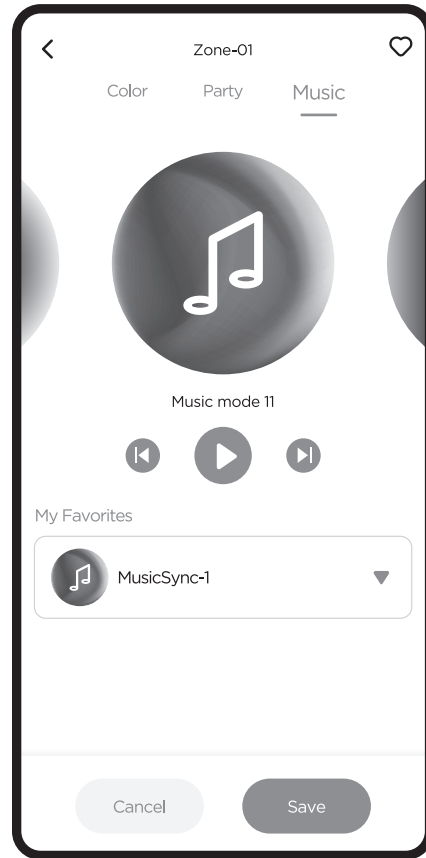 Zone-01
Color Party Music
Music mode 11
My Favorites
MusicSync-1
Cancel Save